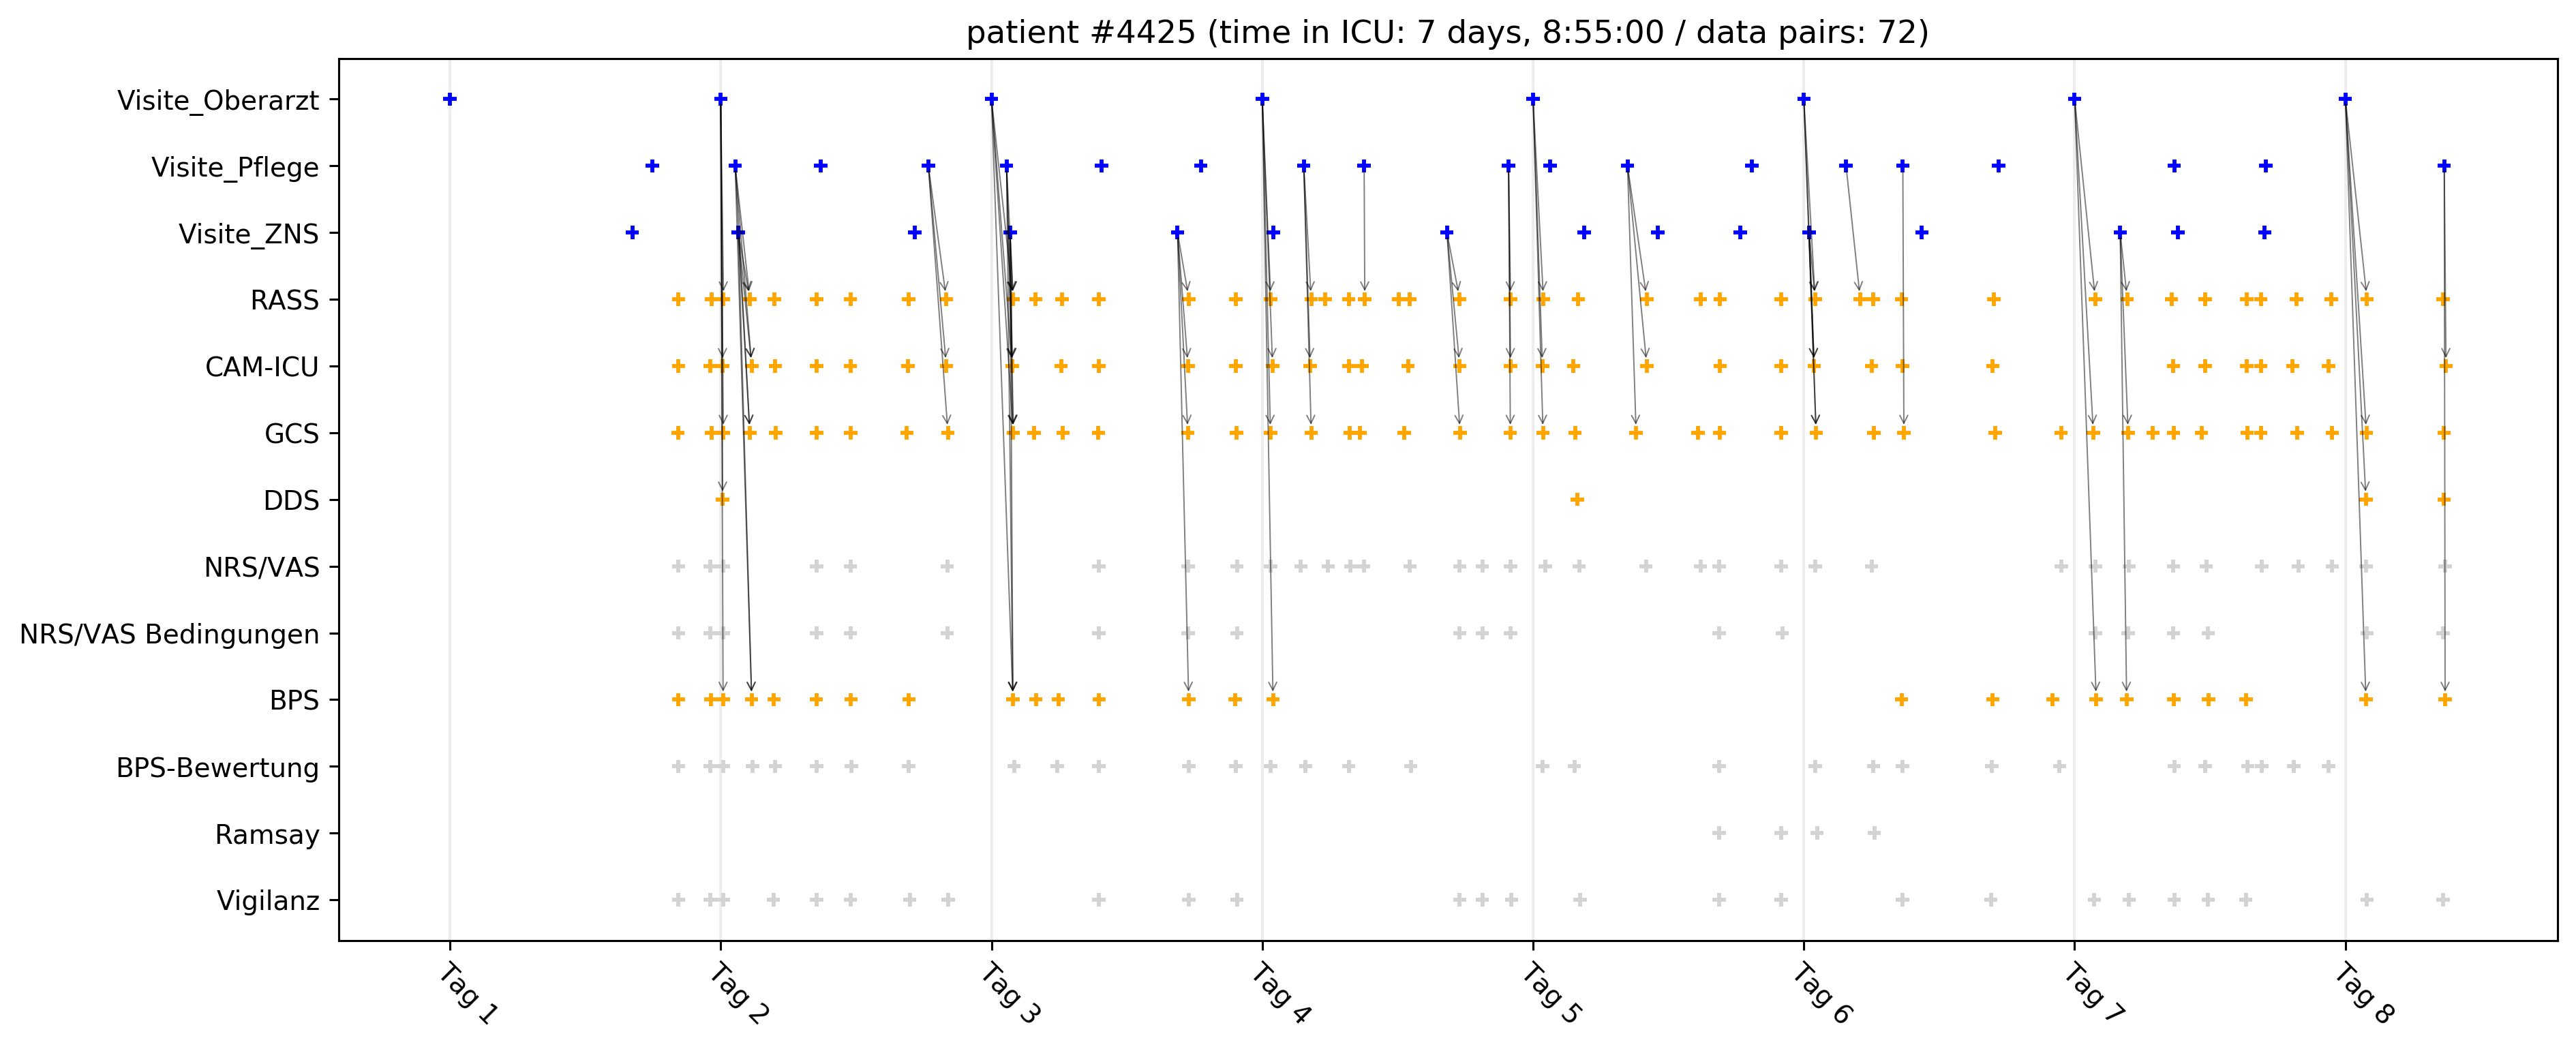 patient #4425 (time in ICU: 7 days, 8:55:00 / data pairs: 72)
Visite_Oberarzt
Visite_Pflege
Visite_ZNS
RASS
CAM-ICU
GCS
DDS
NRS/VAS
NRS/VAS Bedingungen
BPS
BPS-Bewertung
Ramsay
Vigilanz
Tag 1
Tag 2
Tag 3
Tag 4
Tag 5
Tag 6
Tag 7
Tag 8